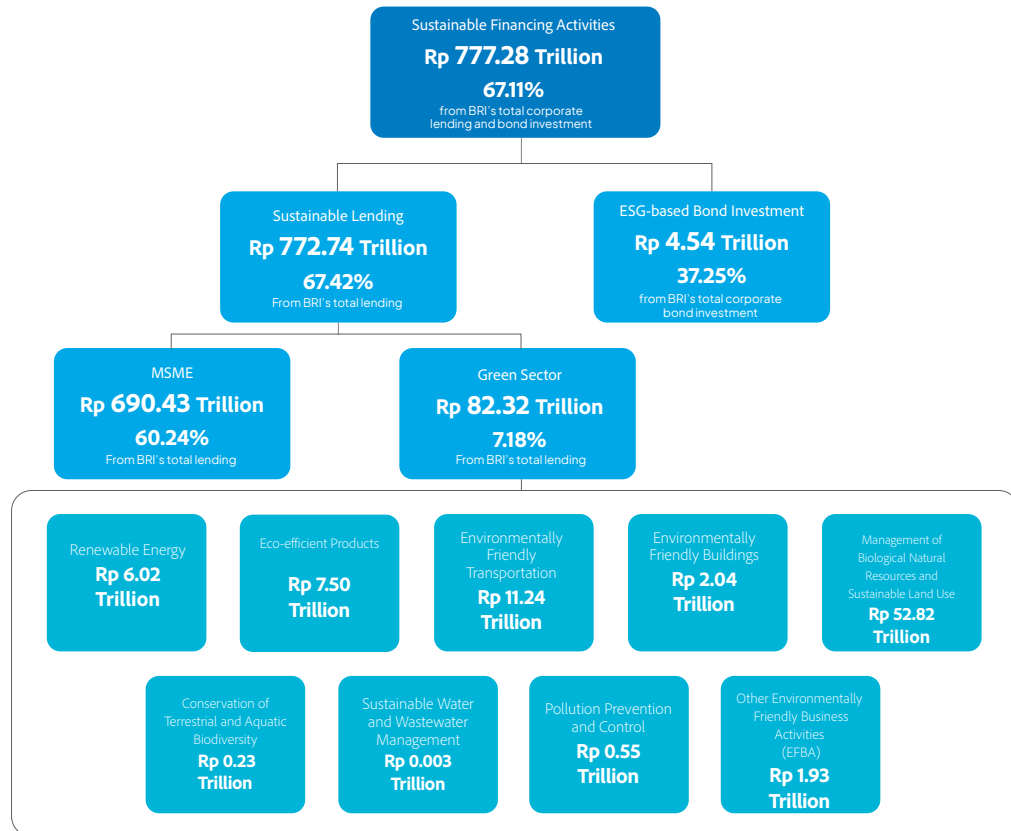 Sustainable Financing Activities
Rp 777.28 Trillion
67.11%
from BRI's total corporate
lending and bond investment
Sustainable Lending
Rp 772.74 Trillion
67.42%
From BRI's total lending
ESG-based Bond Investment
Rp 4.54 Trillion
37.25%
from BRI's total corporate
bond investment
MSME
Rp 690.43 Trillion
60.24%
From BRI's total lending
Green Sector
Rp 82.32 Trillion
7.18%
From BRI's total lending
Renewable Energy
Rp 6.02
Trillion
Eco-efficient Products
Rp 7.50
Trillion
Environmentally
Friendly
Transportation
Rp 11.24
Trillion
Environmentally
Friendly Buildings
Rp 2.04
Trillion
Management of
Biological Natural
Resources and
Sustainable Land Use
Rp 52.82
Trillion
Conservation of
Terrestrial and Aquatic
Biodiversity
Rp 0.23
Trillion
Sustainable Water
and Wastewater
Management
Rp 0.003
Trillion
Pollution Prevention
and Control
Rp 0.55
Trillion
Other Environmentally
Friendly Business
Activities
(EFBA)
Rp 1.93
Trillion